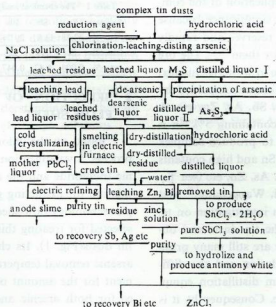 complex tin dusts
reduction agent
hydrochloric acid
NaCl solution
chlorination-leaching-disting arsenic
leached residue
leached liquor
M₂S
distilled liquor I
leaching lead
de-arsenic
precipitation of arsenic
lead liquor
leached residues
dearsenic liquor
distilled liquor II
As₂S₃
cold crystallizaing
smelting in electric furnace
dry-distillation
hydrochloric acid
mother liquor
PbCl₂
crude tin
dry-distilled residue
distilled liquor
water
electric refining
leaching Zn, Bi
removed tin
anode slime
purity tin
residue
zinc solution
to produce SnCl₂·2H₂O
to recovery Sb, Ag etc
purity
pure SbCl₃ solution
to hydrolize and produce antimony white
to recovery Bi etc
ZnCl₂